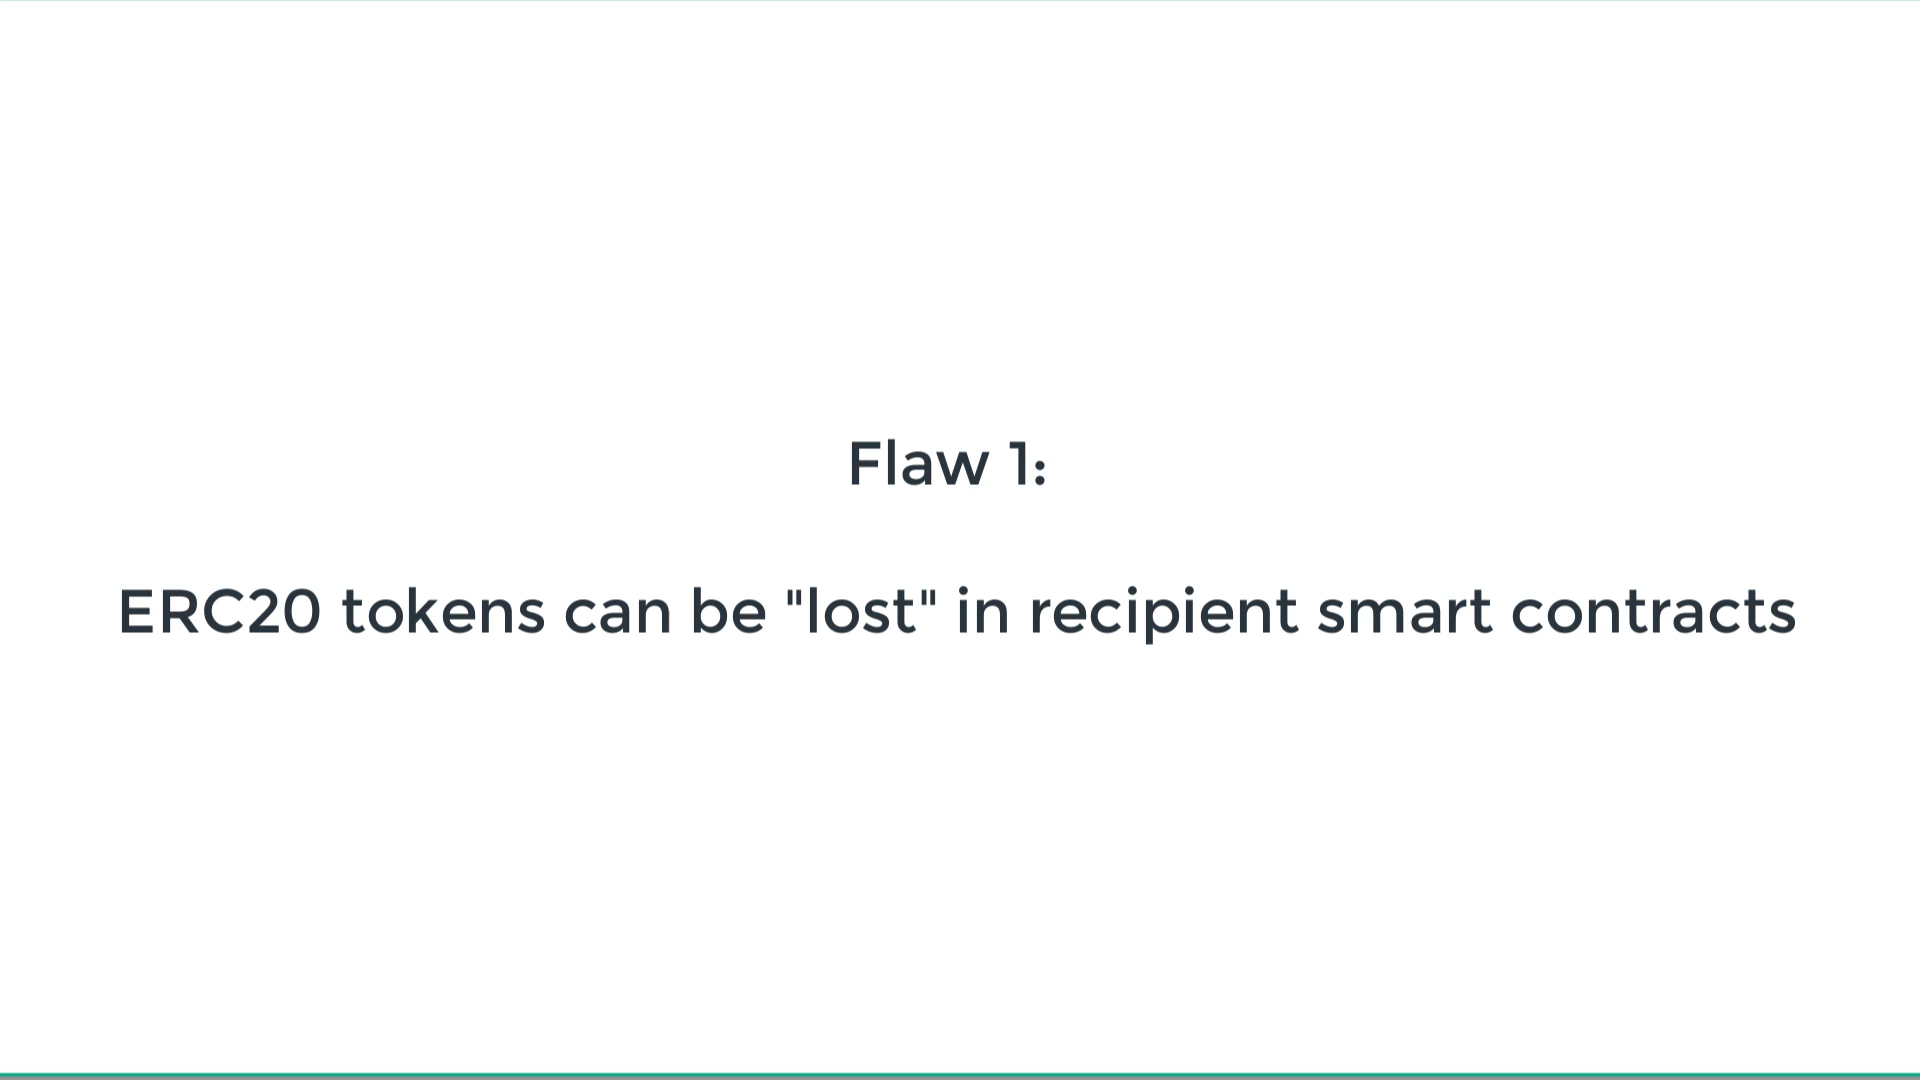 Flaw 1:
ERC20 tokens can be "lost" in recipient smart contracts